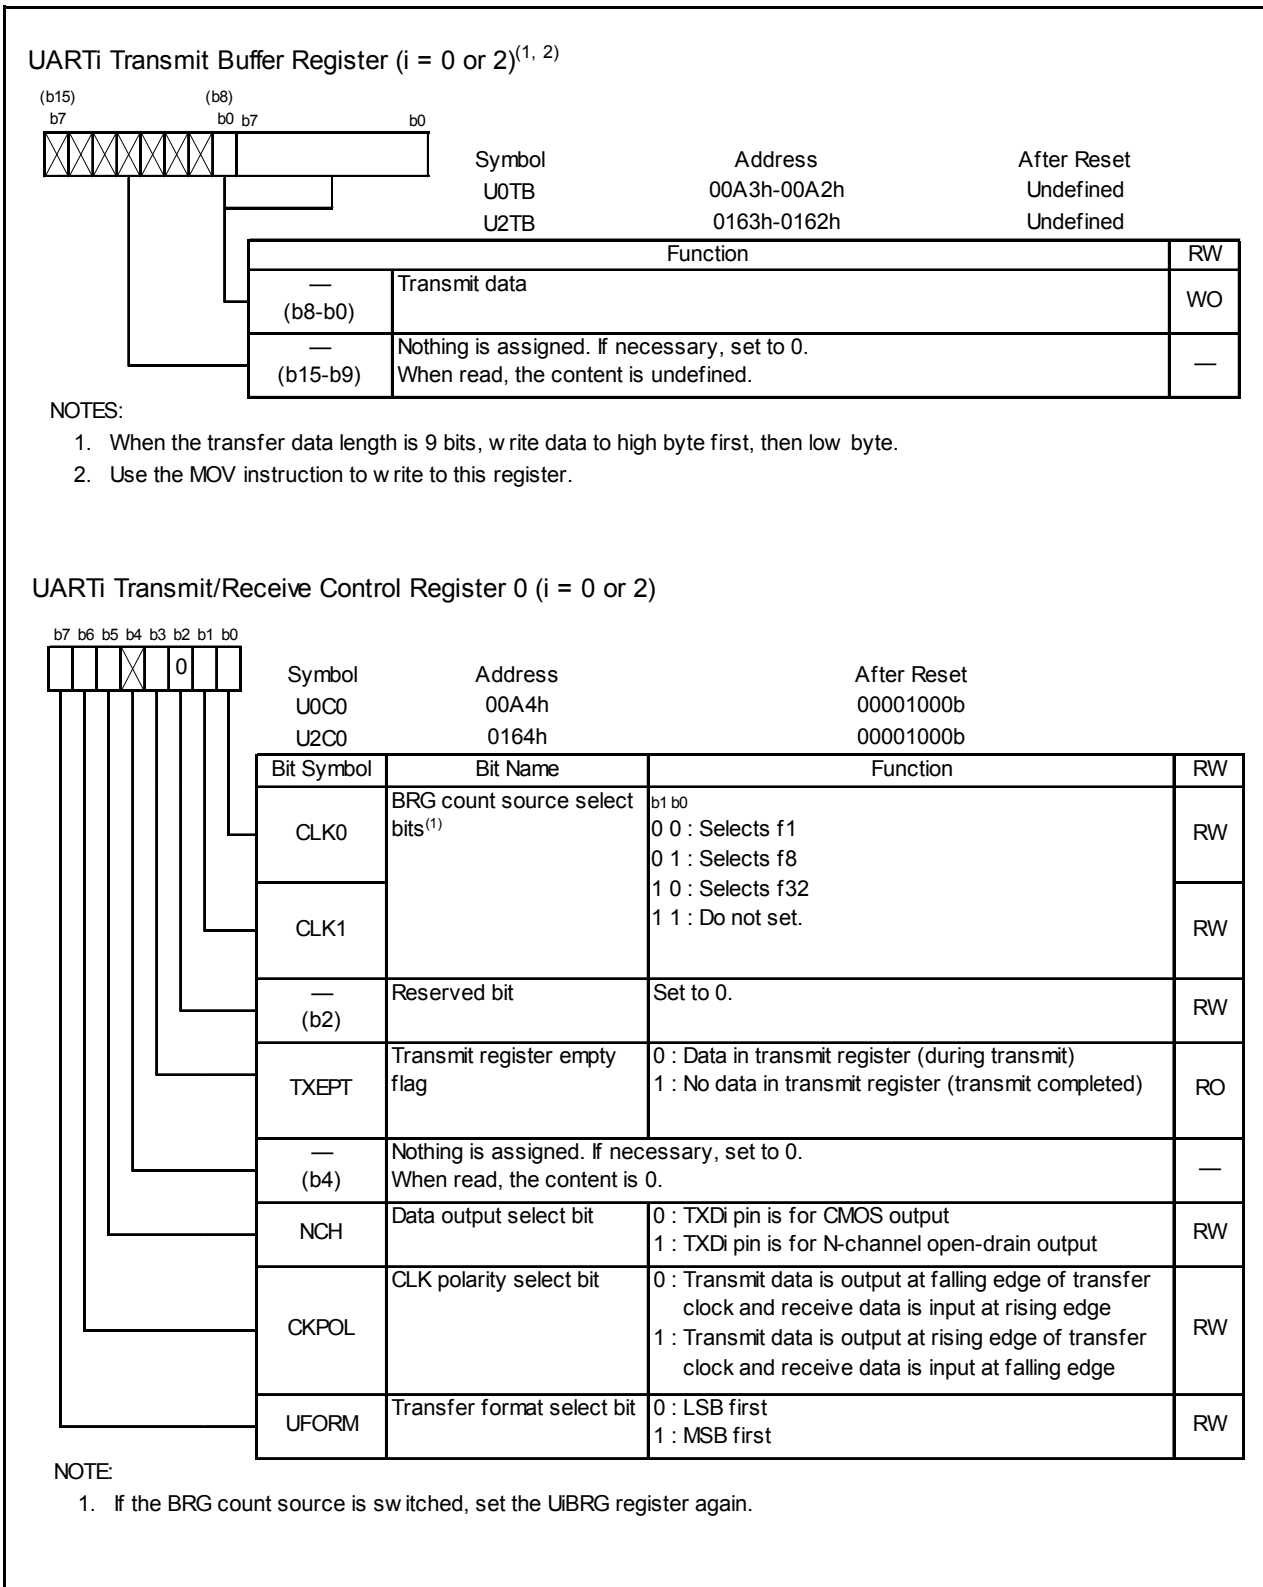 UARTi Transmit Buffer Register (i = 0 or 2)(1, 2)
(b15) (b8)
b7 b0 b7 b0
Symbol Address After Reset
U0TB 00A3h-00A2h Undefined
U2TB 0163h-0162h Undefined
Function RW
— (b8-b0) Transmit data WO
— (b15-b9) Nothing is assigned. If necessary, set to 0. —
When read, the content is undefined.
NOTES:
1. When the transfer data length is 9 bits, write data to high byte first, then low byte.
2. Use the MOV instruction to write to this register.
UARTi Transmit/Receive Control Register 0 (i = 0 or 2)
b7 b6 b5 b4 b3 b2 b1 b0
0
Symbol Address After Reset
U0C0 00A4h 00001000b
U2C0 0164h 00001000b
Bit Symbol Bit Name Function RW
BRG count source select b1 b0
CLK0 bits(1) 0 0 : Selects f1 RW
0 1 : Selects f8
1 0 : Selects f32
CLK1 1 1 : Do not set. RW
— (b2) Reserved bit Set to 0. RW
Transmit register empty 0 : Data in transmit register (during transmit)
TXEPT flag 1 : No data in transmit register (transmit completed) RO
— (b4) Nothing is assigned. If necessary, set to 0. —
When read, the content is 0.
NCH Data output select bit 0 : TXDi pin is for CMOS output RW
1 : TXDi pin is for N-channel open-drain output
CKPOL CLK polarity select bit 0 : Transmit data is output at falling edge of transfer RW
clock and receive data is input at rising edge
1 : Transmit data is output at rising edge of transfer
clock and receive data is input at falling edge
UFORM Transfer format select bit 0 : LSB first RW
1 : MSB first
NOTE:
1. If the BRG count source is switched, set the UiBRG register again.